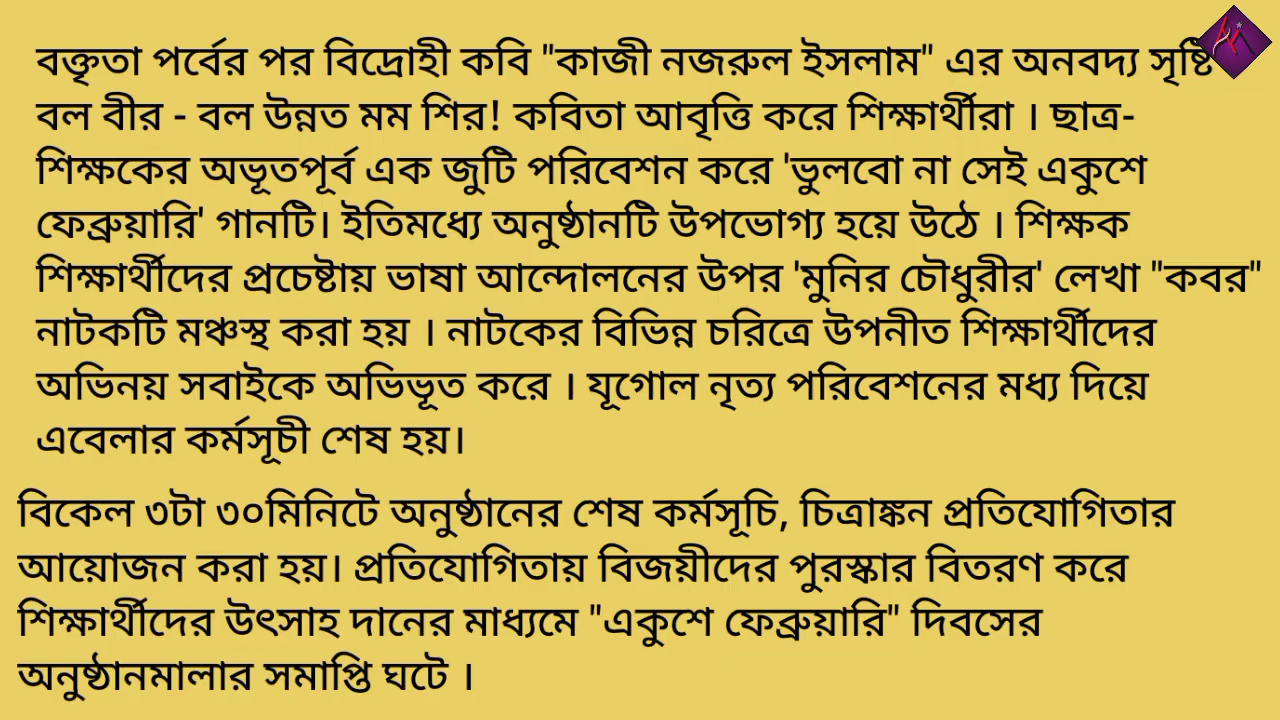 বক্তৃতা পর্বের পর বিদ্রোহী কবি "কাজী নজরুল ইসলাম" এর অনবদ্য সৃষ্টি
বল বীর - বল উন্নত মম শির! কবিতা আবৃত্তি করে শিক্ষার্থীরা । ছাত্র-
শিক্ষকের অভূতপূর্ব এক জুটি পরিবেশন করে 'ভুলবো না সেই একুশে
ফেব্রুয়ারি' গানটি। ইতিমধ্যে অনুষ্ঠানটি উপভোগ্য হয়ে উঠে । শিক্ষক
শিক্ষার্থীদের প্রচেষ্টায় ভাষা আন্দোলনের উপর 'মুনির চৌধুরীর' লেখা "কবর"
নাটকটি মঞ্চস্থ করা হয় । নাটকের বিভিন্ন চরিত্রে উপনীত শিক্ষার্থীদের
অভিনয় সবাইকে অভিভূত করে । যূগোল নৃত্য পরিবেশনের মধ্য দিয়ে
এবেলার কর্মসূচী শেষ হয়।
বিকেল ৩টা ৩০মিনিটে অনুষ্ঠানের শেষ কর্মসূচি, চিত্রাঙ্কন প্রতিযোগিতার
আয়োজন করা হয়। প্রতিযোগিতায় বিজয়ীদের পুরস্কার বিতরণ করে
শিক্ষার্থীদের উৎসাহ দানের মাধ্যমে "একুশে ফেব্রুয়ারি" দিবসের
অনুষ্ঠানমালার সমাপ্তি ঘটে ।